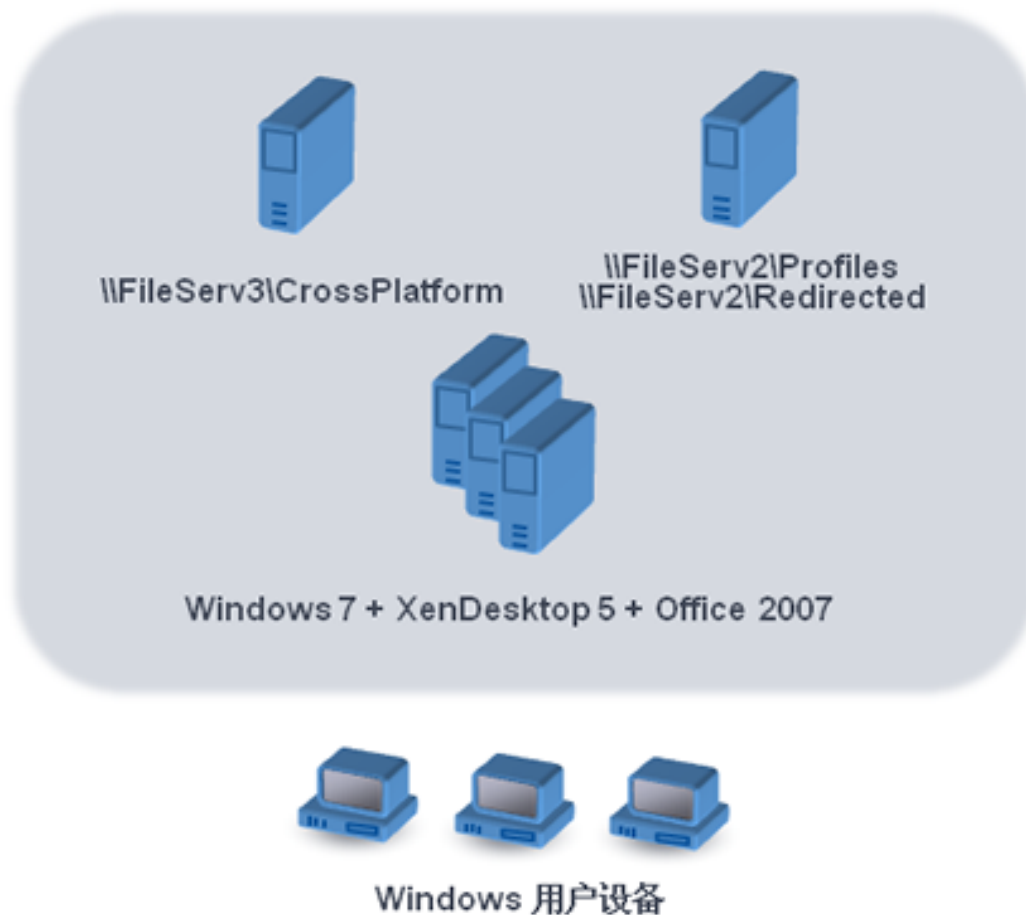 \\FileServ3\CrossPlatform
\\FileServ2\Profiles
\\FileServ2\Redirected
Windows 7 + XenDesktop 5 + Office 2007
Windows 用户设备